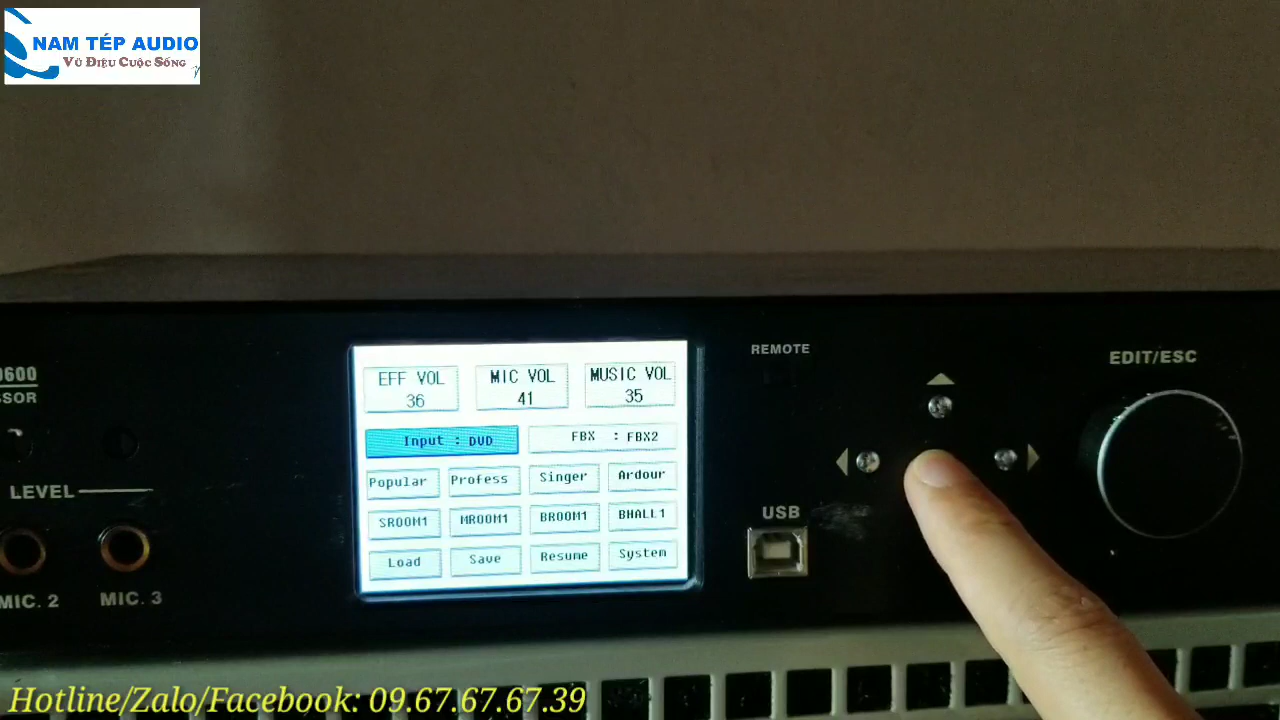 NAM TÉP AUDIO
VŨ ĐIỆU CUỘC SỐNG
0600
SSOR
LEVEL
MIC. 2
MIC. 3
EFF VOL
36
MIC VOL
41
MUSIC VOL
35
Input : DVD
FBX : FBX2
Popular
Profess
Singer
Ardour
SROOM1
MROOM1
BROOM1
BHALL1
Load
Save
Resume
System
REMOTE
USB
EDIT/ESC
Hotline/Zalo/Facebook: 09.67.67.67.39